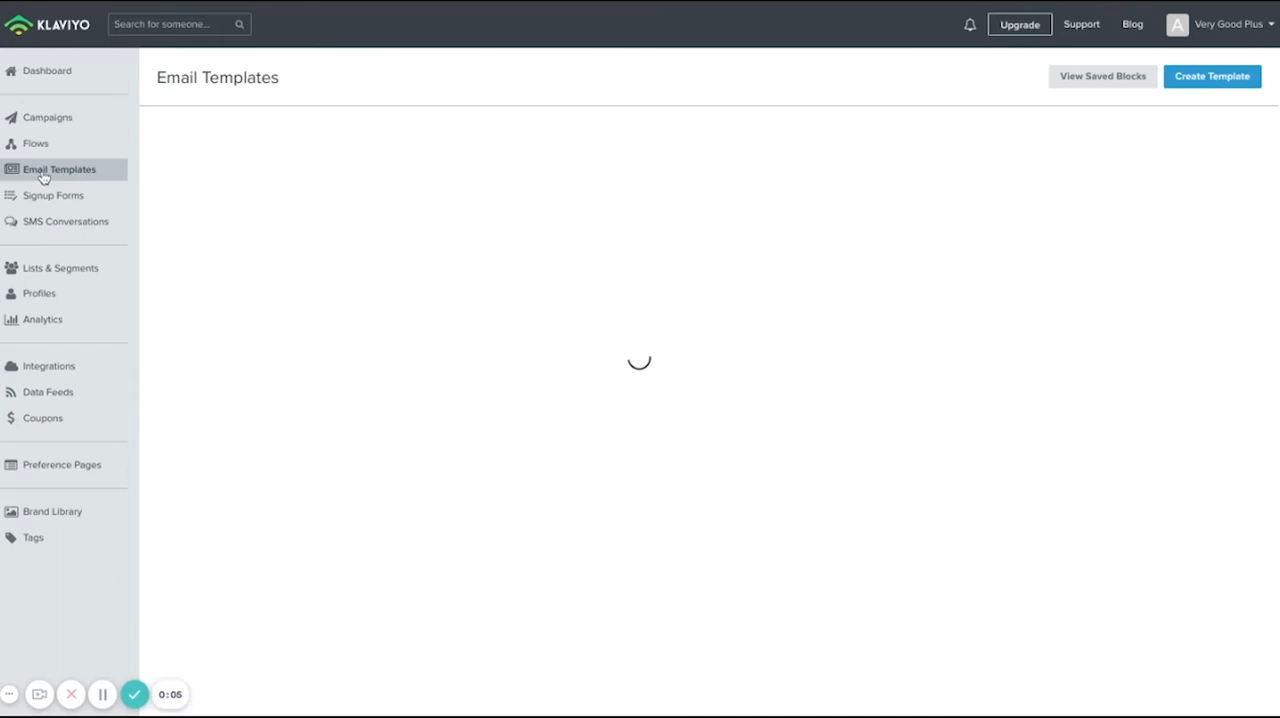 KLAVIYO
Search for someone...
Upgrade
Support
Blog
A
Very Good Plus
Dashboard
Campaigns
Flows
Email Templates
Signup Forms
SMS Conversations
Lists & Segments
Profiles
Analytics
Integrations
Data Feeds
$ Coupons
Preference Pages
Brand Library
Tags
Email Templates
View Saved Blocks
Create Template
0:05